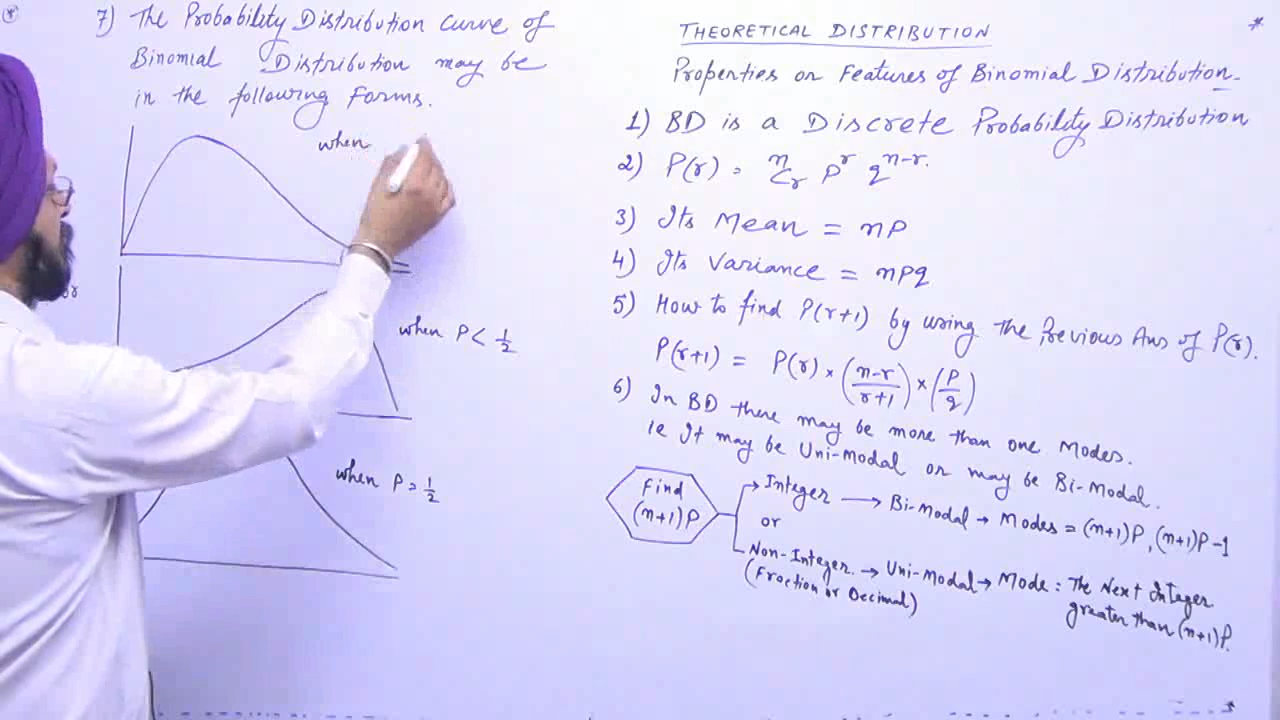 7) The Probability Distribution Curve of
Binomial Distribution may be
in the following Forms.
when
when P < 1/2
when P = 1/2
THEORETICAL DISTRIBUTION
Properties or Features of Binomial Distribution.
1) BD is a Discrete Probability Distribution
2) P(r) = ⁿCᵣ pʳ qⁿ⁻ʳ.
3) Its Mean = nP
4) Its Variance = nPq
5) How to find P(r+1) by using the Previous Ans of P(r).
P(r+1) = P(r) × ((n-r)/(r+1)) × (P/q)
6) In BD there may be more than one Modes.
ie It may be Uni-Modal or may be Bi-Modal.
Find (n+1)P
→ Integer → Bi-Modal → Modes = (n+1)P, (n+1)P-1
or
Non-Integer. → Uni-Modal → Mode : The Next Integer
(Fraction or Decimal)
greater than (n+1)P.